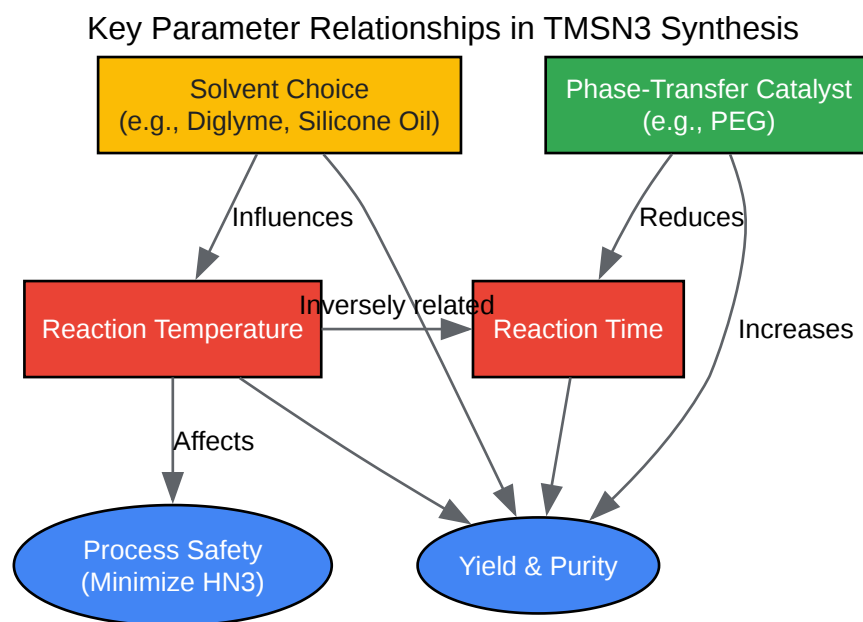 Key Parameter Relationships in TMSN3 Synthesis
Solvent Choice
(e.g., Diglyme, Silicone Oil)
Phase-Transfer Catalyst
(e.g., PEG)
Influences
Reduces
Inversely related
Reaction Temperature
Reaction Time
Increases
Affects
Process Safety
(Minimize HN3)
Yield & Purity